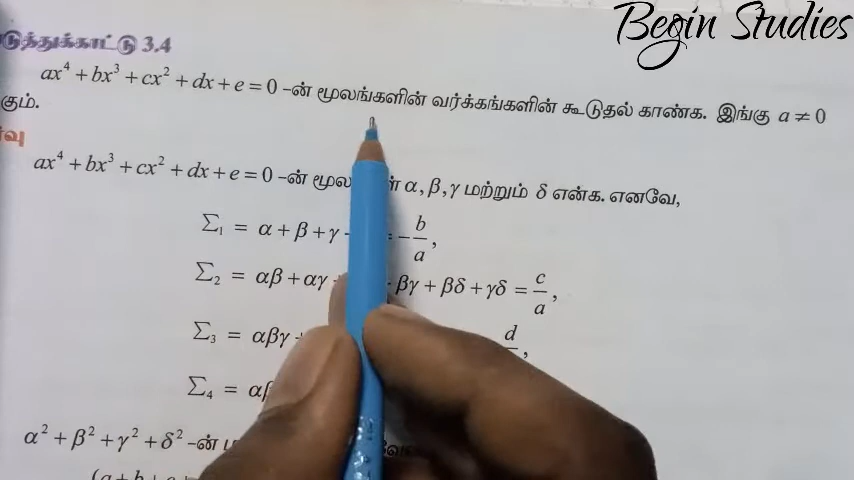 Begin Studies
டுத்துக்காட்டு 3.4
ax⁴ + bx³ + cx² + dx + e = 0 -ன் மூலங்களின் வர்க்கங்களின் கூடுதல் காண்க. இங்கு a ≠ 0
கும்.
ர்வு
ax⁴ + bx³ + cx² + dx + e = 0 -ன் α, β, γ மற்றும் δ என்க. எனவே,
Σ₁ = α + β + γ = -b/a,
Σ₂ = αβ + αγ βγ + βδ + γδ = c/a,
Σ₃ = αβγ d ,
Σ₄ =
α² + β² + γ² + δ² -ன்